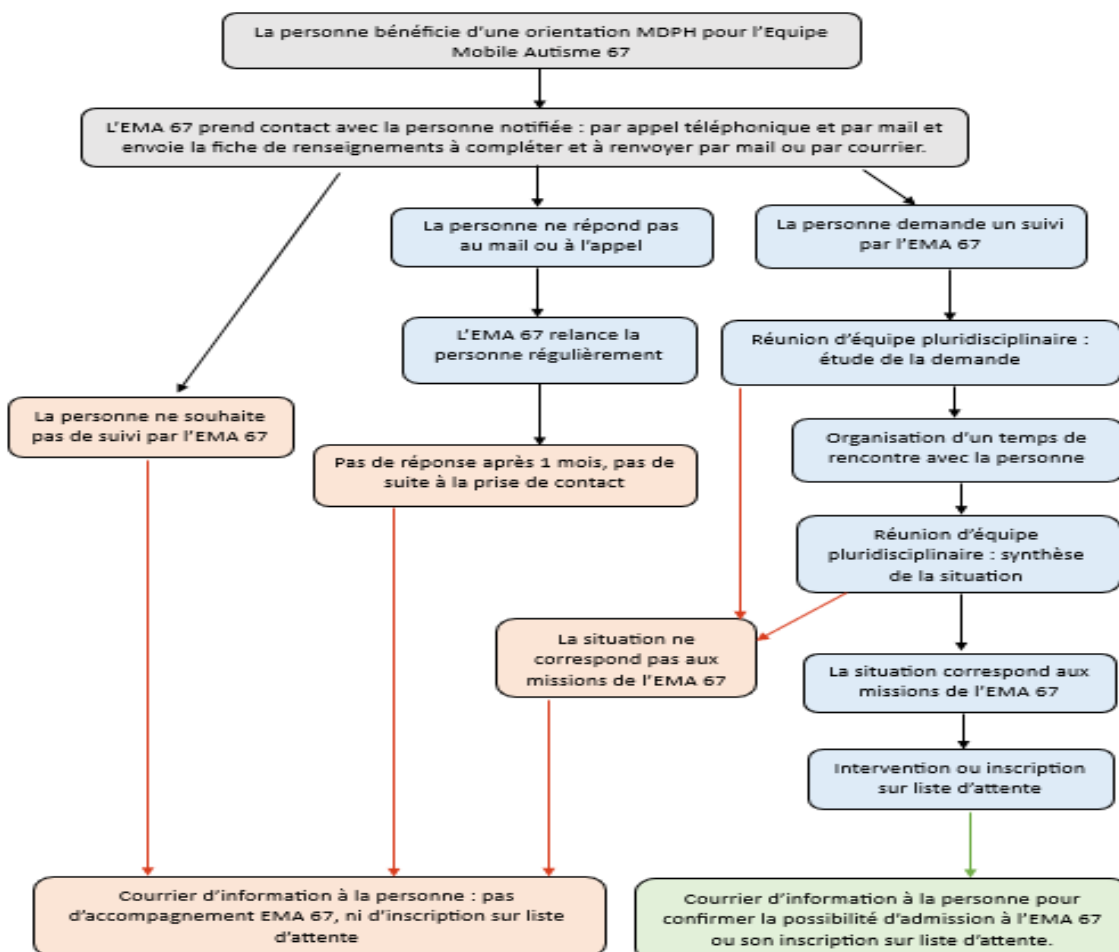 La personne bénéficie d'une orientation MDPH pour l'Equipe
Mobile Autisme 67
L'EMA 67 prend contact avec la personne notifiée : par appel téléphonique et par mail et
envoie la fiche de renseignements à compléter et à renvoyer par mail ou par courrier.
La personne ne répond pas
au mail ou à l'appel
La personne demande un suivi
par l'EMA 67
L'EMA 67 relance la
personne régulièrement
Réunion d'équipe pluridisciplinaire :
étude de la demande
La personne ne souhaite
pas de suivi par l'EMA 67
Organisation d'un temps de
rencontre avec la personne
Pas de réponse après 1 mois, pas de
suite à la prise de contact
Réunion d'équipe
pluridisciplinaire : synthèse
de la situation
La situation ne
correspond pas aux
missions de l'EMA 67
La situation correspond aux
missions de l'EMA 67
Intervention ou inscription
sur liste d'attente
Courrier d'information à la personne : pas
d'accompagnement EMA 67, ni d'inscription sur liste
d'attente
Courrier d'information à la personne pour
confirmer la possibilité d'admission à l'EMA 67
ou son inscription sur liste d'attente.